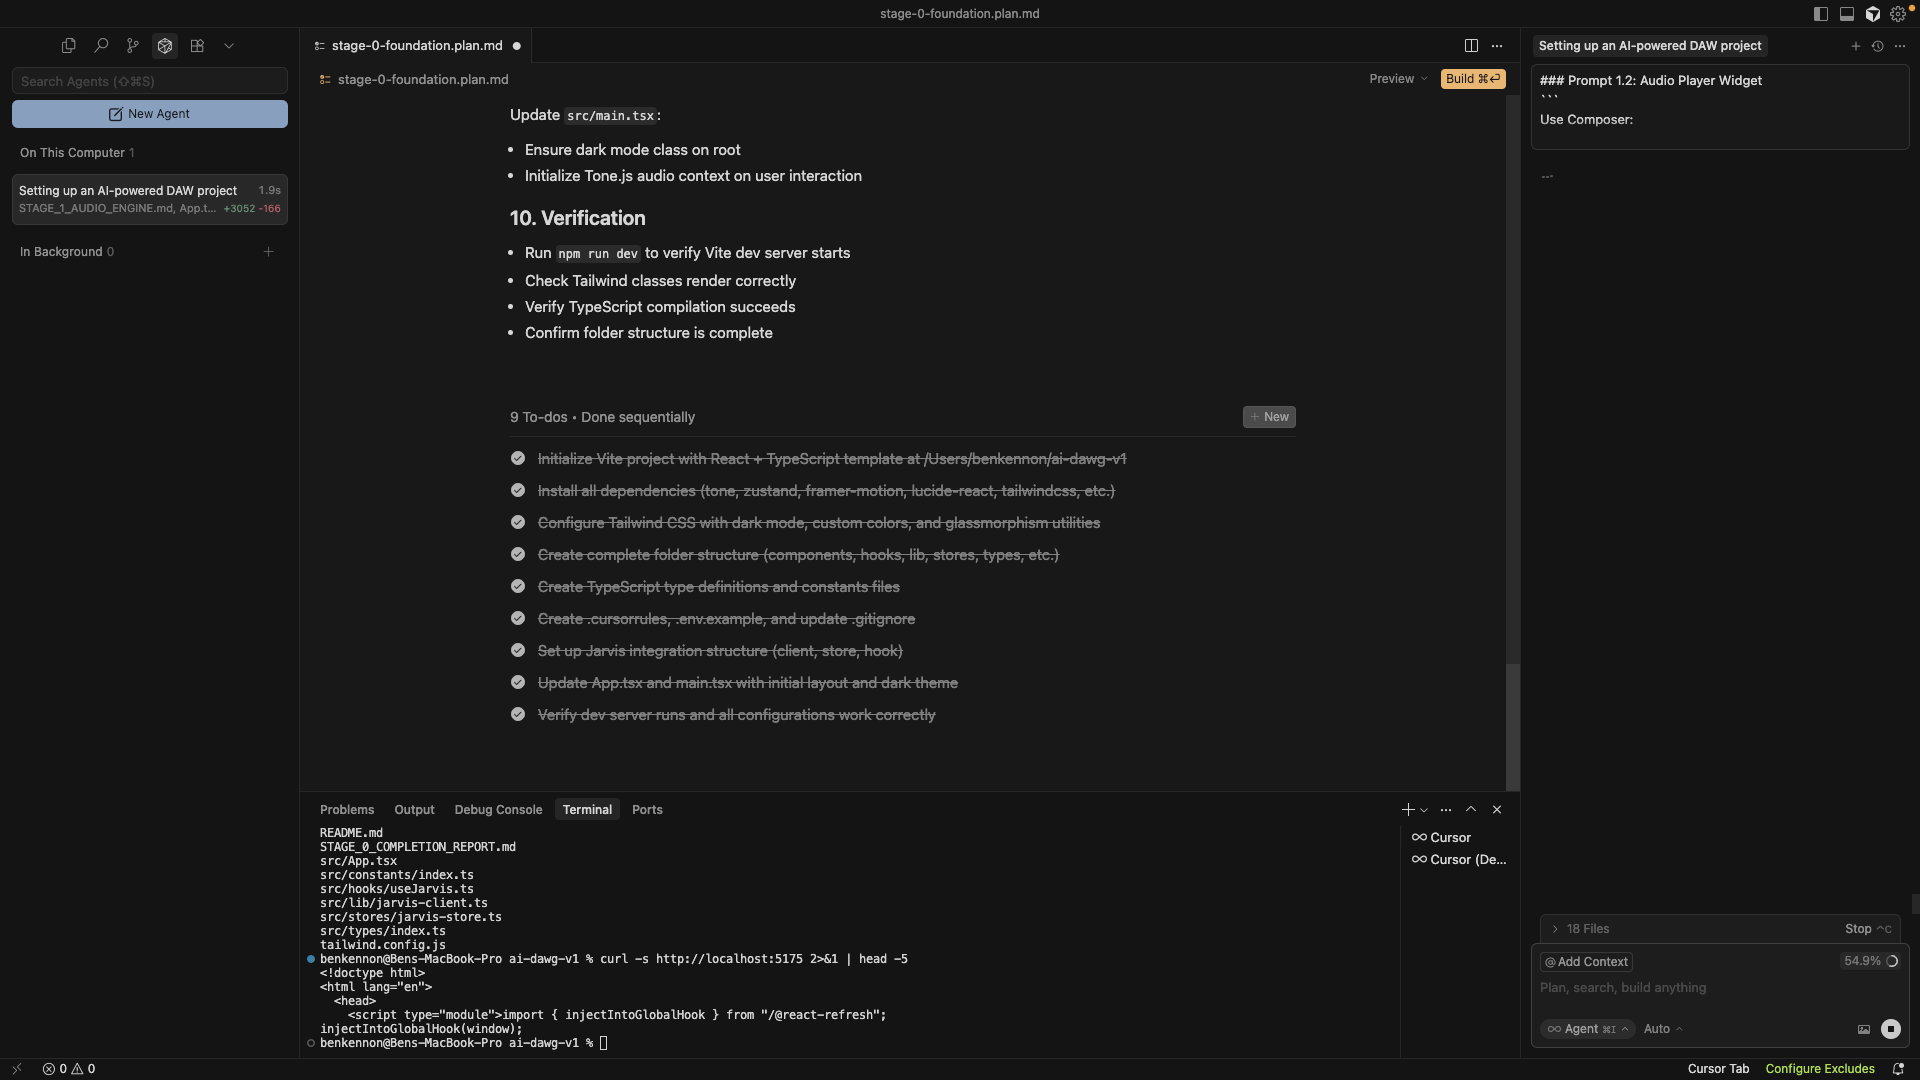 stage-0-foundation.plan.md
Search Agents (⇧⌘S)
New Agent
On This Computer 1
Setting up an AI-powered DAW project 1.9s
STAGE_1_AUDIO_ENGINE.md, App.t... +3052 -166
In Background 0
stage-0-foundation.plan.md
stage-0-foundation.plan.md
Preview
Build ⌘⏎
Update src/main.tsx:
• Ensure dark mode class on root
• Initialize Tone.js audio context on user interaction
10. Verification
• Run npm run dev to verify Vite dev server starts
• Check Tailwind classes render correctly
• Verify TypeScript compilation succeeds
• Confirm folder structure is complete
9 To-dos • Done sequentially
+ New
Initialize Vite project with React + TypeScript template at /Users/benkennon/ai-dawg-v1
Install all dependencies (tone, zustand, framer-motion, lucide-react, tailwindcss, etc.)
Configure Tailwind CSS with dark mode, custom colors, and glassmorphism utilities
Create complete folder structure (components, hooks, lib, stores, types, etc.)
Create TypeScript type definitions and constants files
Create .cursorrules, .env.example, and update .gitignore
Set up Jarvis integration structure (client, store, hook)
Update App.tsx and main.tsx with initial layout and dark theme
Verify dev server runs and all configurations work correctly
Problems Output Debug Console Terminal Ports
README.md
STAGE_0_COMPLETION_REPORT.md
src/App.tsx
src/constants/index.ts
src/hooks/useJarvis.ts
src/lib/jarvis-client.ts
src/stores/jarvis-store.ts
src/types/index.ts
tailwind.config.js
benkennon@Bens-MacBook-Pro ai-dawg-v1 % curl -s http://localhost:5175 2>&1 | head -5
<!doctype html>
<html lang="en">
<head>
<script type="module">import { injectIntoGlobalHook } from "/@react-refresh";
injectIntoGlobalHook(window);
benkennon@Bens-MacBook-Pro ai-dawg-v1 %
Cursor
Cursor (De...
Setting up an AI-powered DAW project
### Prompt 1.2: Audio Player Widget
```
Use Composer:
18 Files
Stop ^C
@ Add Context
54.9%
Plan, search, build anything
Agent ⌘I
Auto
0 0
Cursor Tab
Configure Excludes